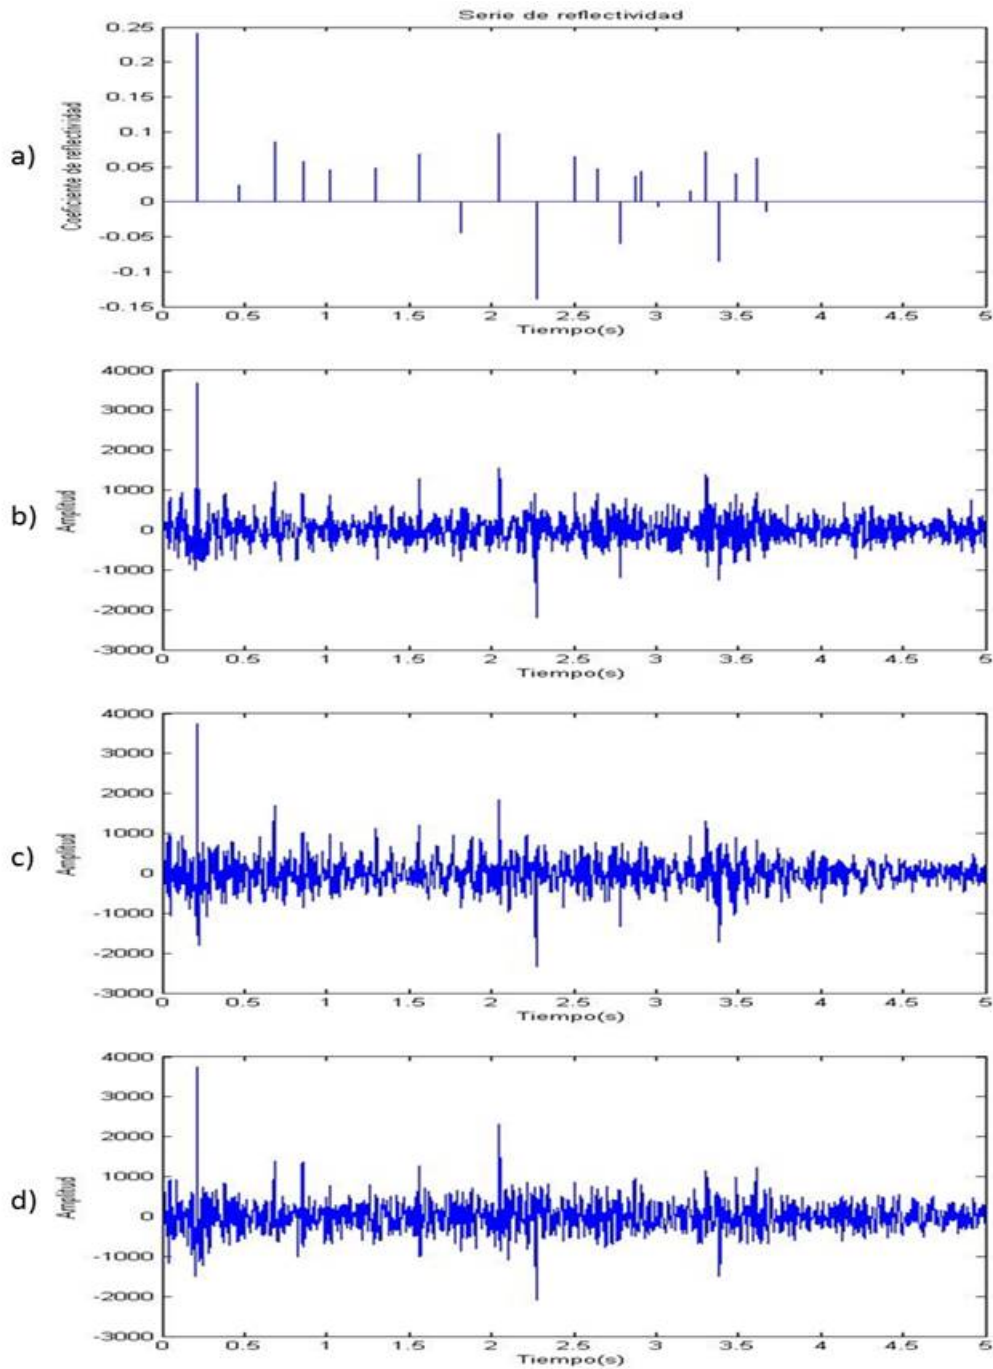 Serie de reflectividad
a)
Coeficiente de reflectividad
0.25
0.2
0.15
0.1
0.05
0
-0.05
-0.1
-0.15
0 0.5 1 1.5 2 2.5 3 3.5 4 4.5 5
Tiempo(s)
b)
Amplitud
4000
3000
2000
1000
0
-1000
-2000
-3000
0 0.5 1 1.5 2 2.5 3 3.5 4 4.5 5
Tiempo(s)
c)
Amplitud
4000
3000
2000
1000
0
-1000
-2000
-3000
0 0.5 1 1.5 2 2.5 3 3.5 4 4.5 5
Tiempo(s)
d)
Amplitud
4000
3000
2000
1000
0
-1000
-2000
-3000
0 0.5 1 1.5 2 2.5 3 3.5 4 4.5 5
Tiempo(s)